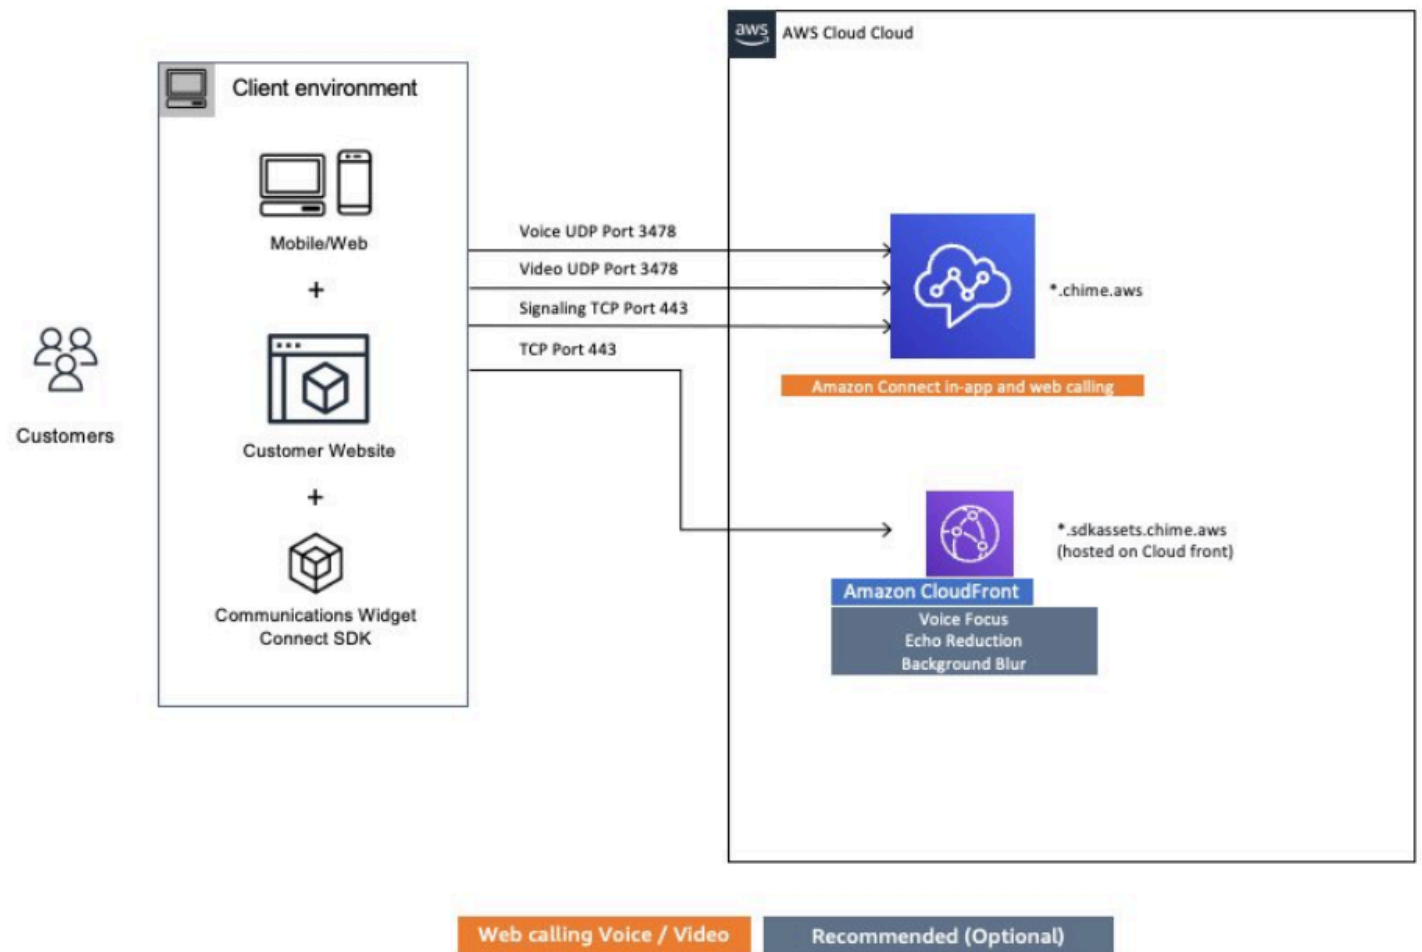 aws
AWS Cloud Cloud
Client environment
Mobile/Web
+
Customer Website
+
Communications Widget
Connect SDK
Customers
Voice UDP Port 3478
Video UDP Port 3478
Signaling TCP Port 443
TCP Port 443
*.chime.aws
Amazon Connect in-app and web calling
*.sdkassets.chime.aws
(hosted on Cloud front)
Amazon CloudFront
Voice Focus
Echo Reduction
Background Blur
Web calling Voice / Video
Recommended (Optional)